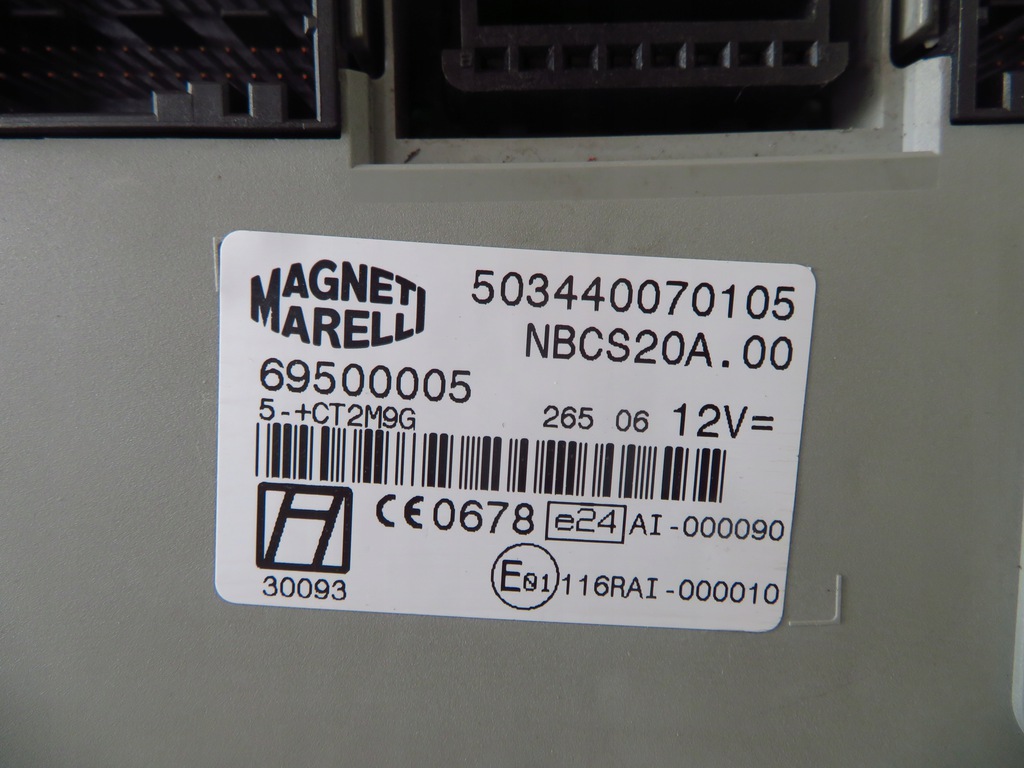 MAGNETI
MARELLI
503440070105
NBCS20A.00
69500005
5-+CT2M9G 265 06 12V=
CE0678 e24 AI-000090
30093
E01 116RAI-000010